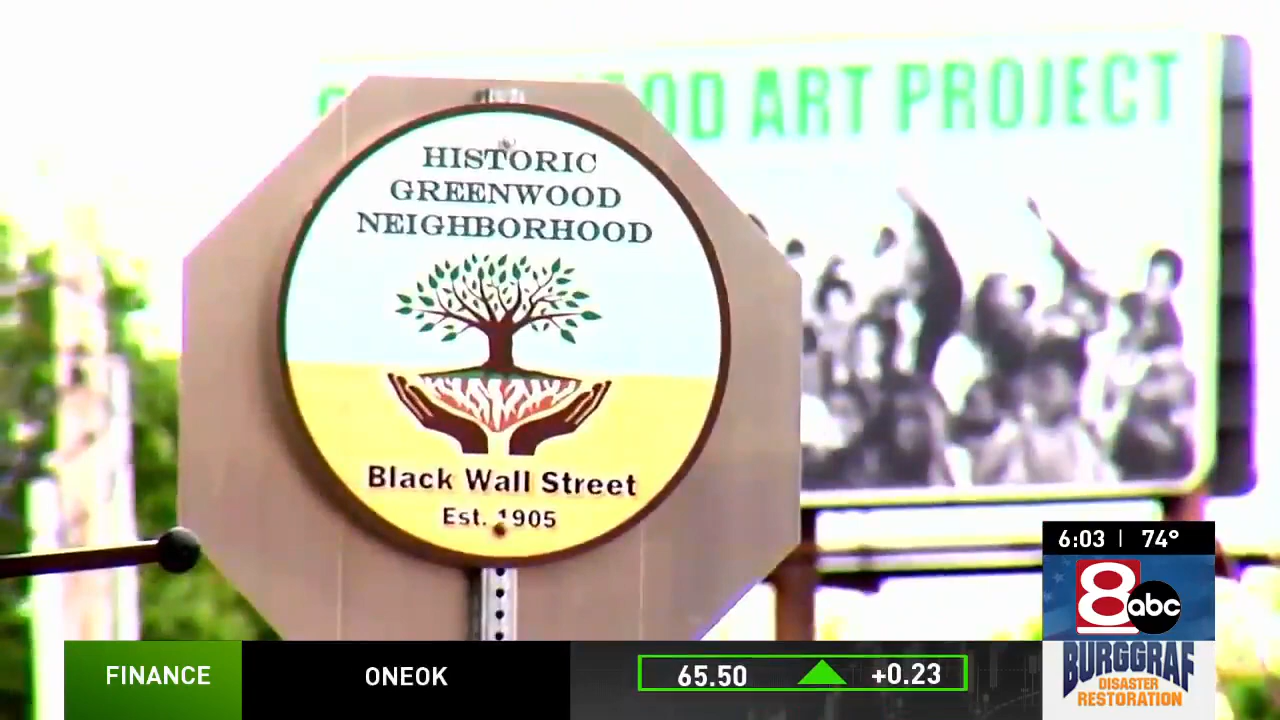 OD ART PROJECT
HISTORIC
GREENWOOD
NEIGHBORHOOD
Black Wall Street
Est. 1905
6:03 | 74°
8 abc
BURGGRAF
DISASTER
RESTORATION
FINANCE ONEOK 65.50 +0.23